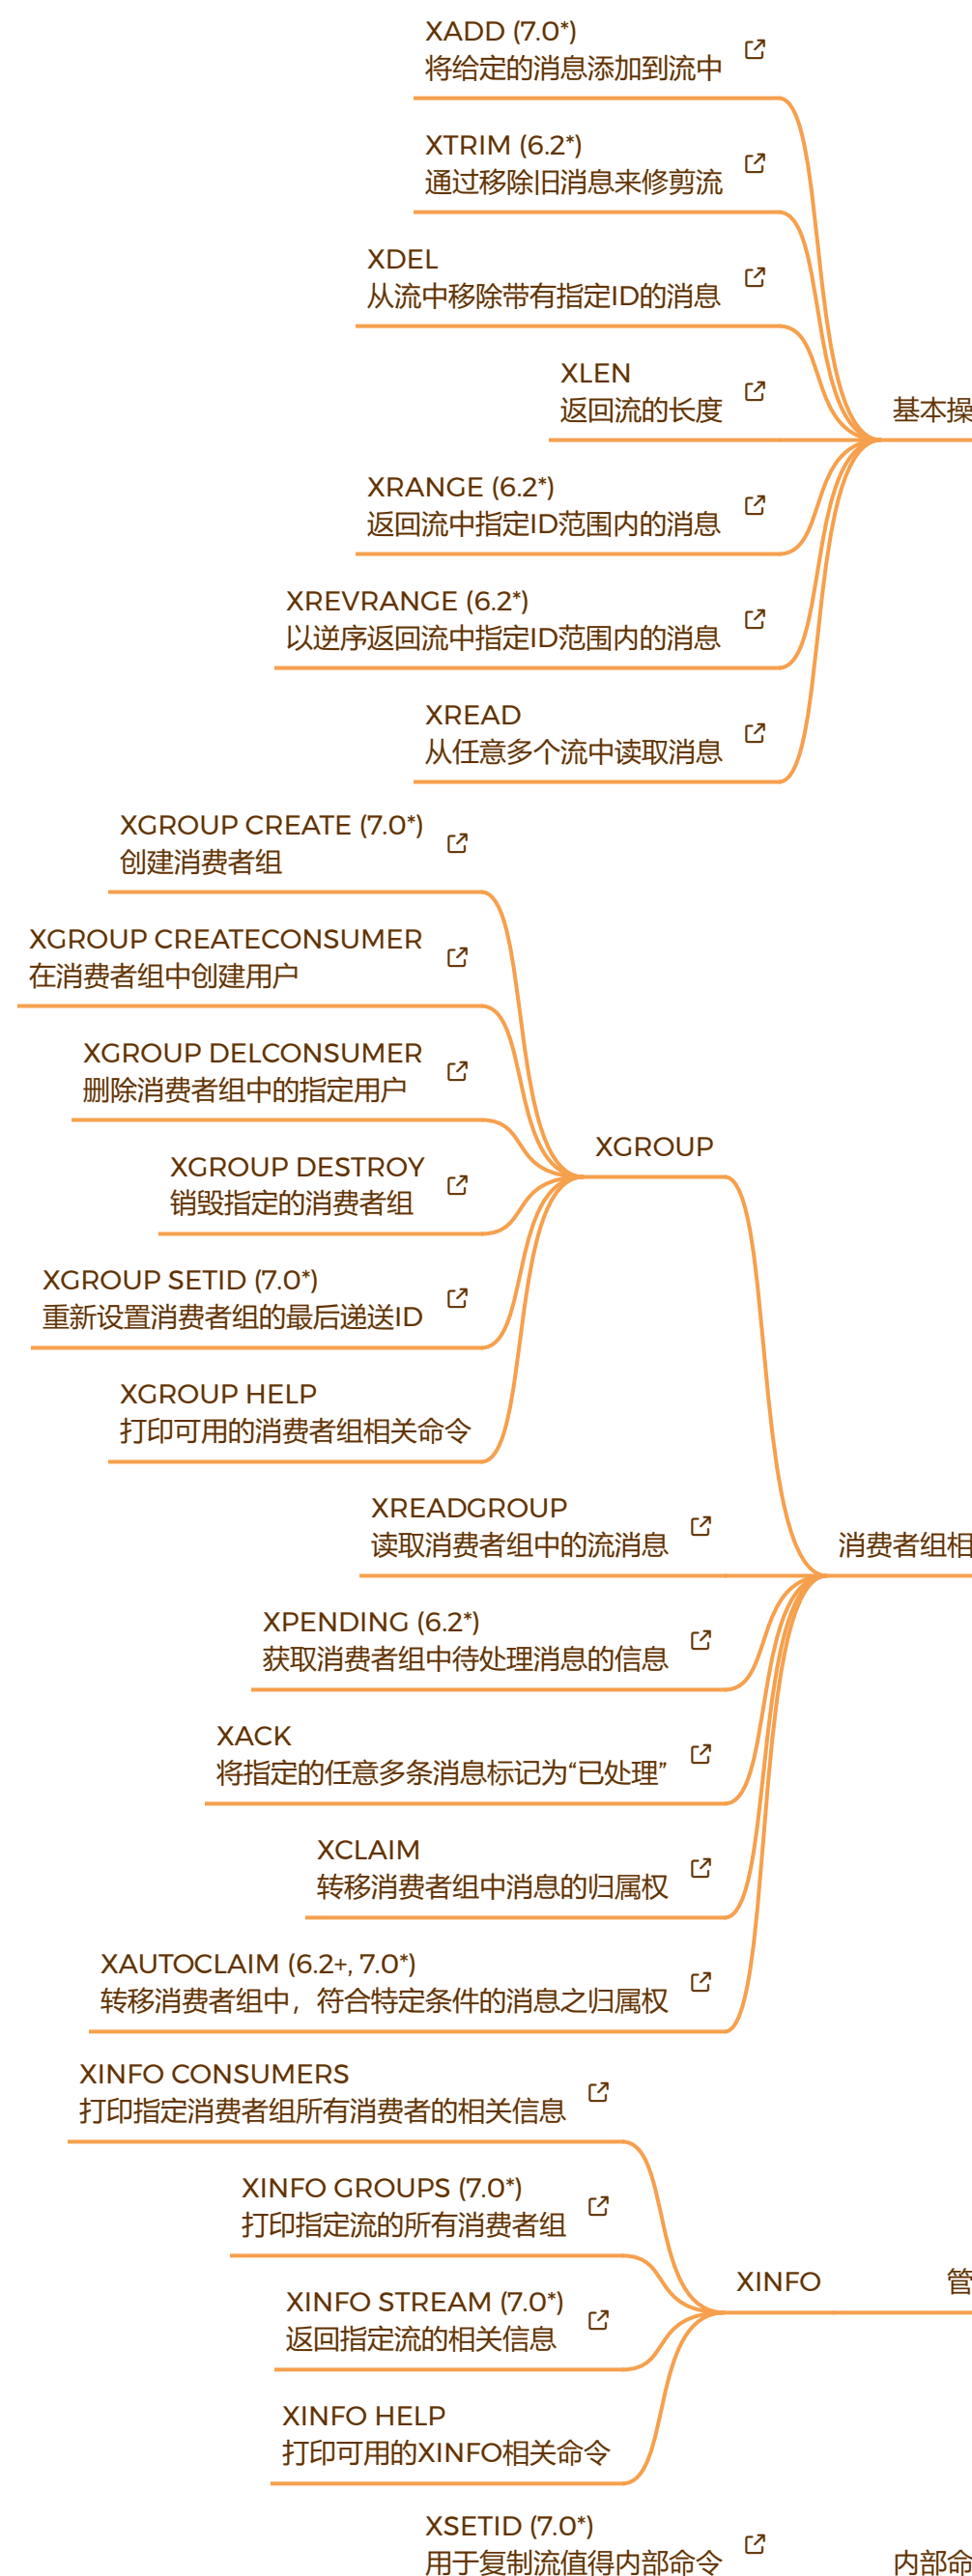 XADD (7.0*)
将给定的消息添加到流中
XTRIM (6.2*)
通过移除旧消息来修剪流
XDEL
从流中移除带有指定ID的消息
XLEN
返回流的长度
基本操
XRANGE (6.2*)
返回流中指定ID范围内的消息
XREVRANGE (6.2*)
以逆序返回流中指定ID范围内的消息
XREAD
从任意多个流中读取消息
XGROUP CREATE (7.0*)
创建消费者组
XGROUP CREATECONSUMER
在消费者组中创建用户
XGROUP DELCONSUMER
删除消费者组中的指定用户
XGROUP
XGROUP DESTROY
销毁指定的消费者组
XGROUP SETID (7.0*)
重新设置消费者组的最后递送ID
XGROUP HELP
打印可用的消费者组相关命令
XREADGROUP
读取消费者组中的流消息
消费者组相
XPENDING (6.2*)
获取消费者组中待处理消息的信息
XACK
将指定的任意多条消息标记为“已处理”
XCLAIM
转移消费者组中消息的归属权
XAUTOCLAIM (6.2+, 7.0*)
转移消费者组中，符合特定条件的消息之归属权
XINFO CONSUMERS
打印指定消费者组所有消费者的相关信息
XINFO GROUPS (7.0*)
打印指定流的所有消费者组
XINFO
管
XINFO STREAM (7.0*)
返回指定流的相关信息
XINFO HELP
打印可用的XINFO相关命令
XSETID (7.0*)
用于复制流值得内部命令
内部命